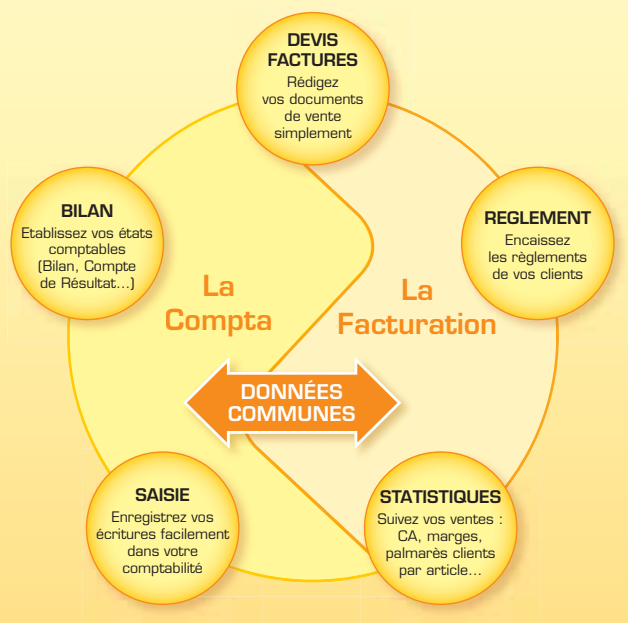 DEVIS
FACTURES
Rédigez
vos documents
de vente
simplement
BILAN
Etablissez vos états
comptables
(Bilan, Compte
de Résultat...)
REGLEMENT
Encaissez
les règlements
de vos clients
La
Compta
La
Facturation
DONNÉES
COMMUNES
SAISIE
Enregistrez vos
écritures facilement
dans votre
comptabilité
STATISTIQUES
Suivez vos ventes :
CA, marges,
palmarès clients
par article...